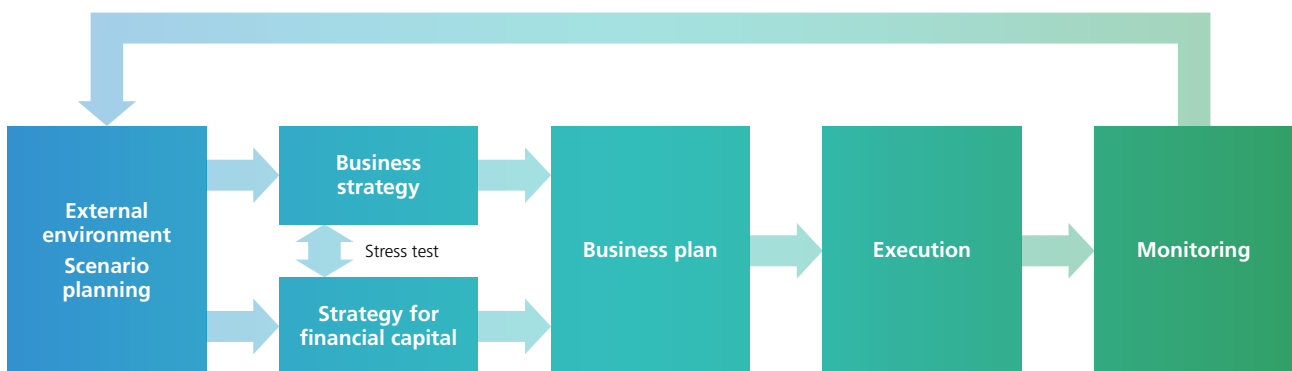 External
environment
Scenario
planning
Business
strategy
Stress test
Strategy for
financial capital
Business plan
Execution
Monitoring